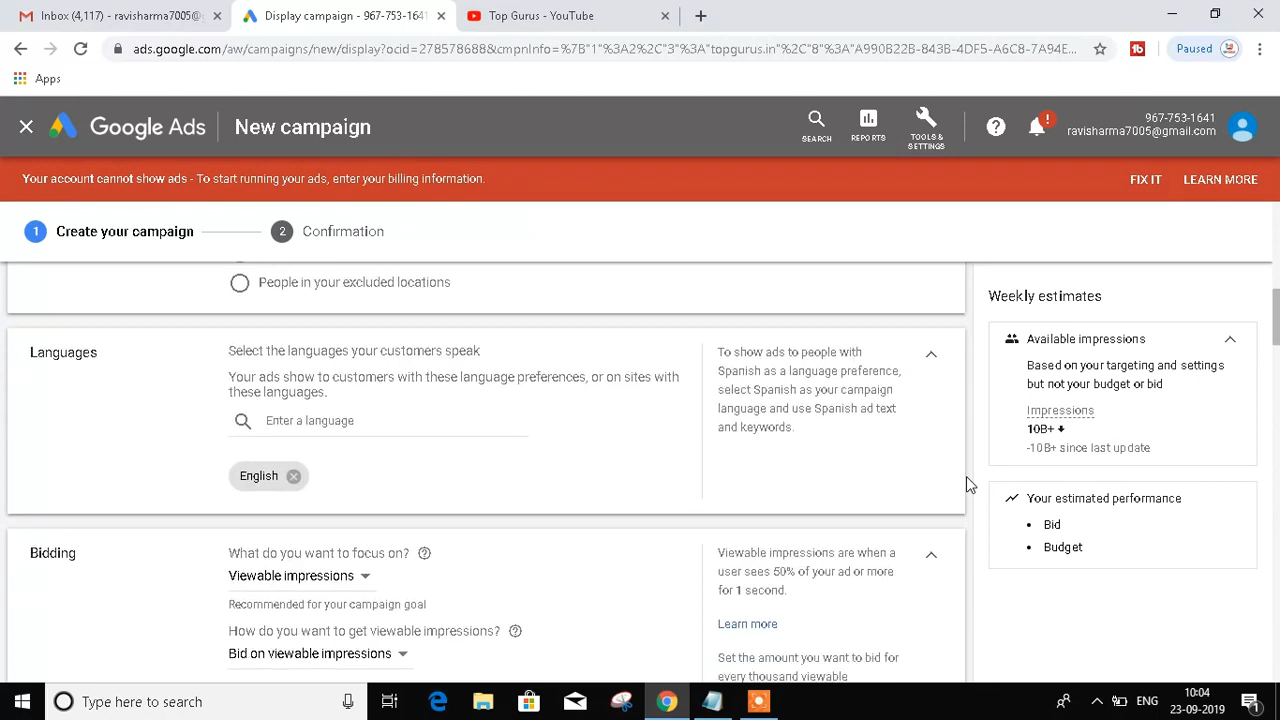 Inbox (4,117) - ravisharma7005@
Display campaign - 967-753-1641
Top Gurus - YouTube
ads.google.com/aw/campaigns/new/display?ocid=278578688&cmpnInfo=%7B"1"%3A2%2C"3"%3A"topgurus.in"%2C"8"%3A"A990B22B-843B-4DF5-A6C8-7A94E...
Paused
Apps
Google Ads
New campaign
SEARCH
REPORTS
TOOLS &
SETTINGS
967-753-1641
ravisharma7005@gmail.com
Your account cannot show ads - To start running your ads, enter your billing information.
FIX IT
LEARN MORE
1
Create your campaign
2
Confirmation
People in your excluded locations
Languages
Select the languages your customers speak
Your ads show to customers with these language preferences, or on sites with
these languages.
Enter a language
English
To show ads to people with
Spanish as a language preference,
select Spanish as your campaign
language and use Spanish ad text
and keywords.
Bidding
What do you want to focus on?
Viewable impressions
Recommended for your campaign goal
How do you want to get viewable impressions?
Bid on viewable impressions
Viewable impressions are when a
user sees 50% of your ad or more
for 1 second.
Learn more
Set the amount you want to bid for
every thousand viewable
Weekly estimates
Available impressions
Based on your targeting and settings
but not your budget or bid
Impressions
10B+
-10B+ since last update
Your estimated performance
• Bid
• Budget
Type here to search
ENG
10:04
23-09-2019
1